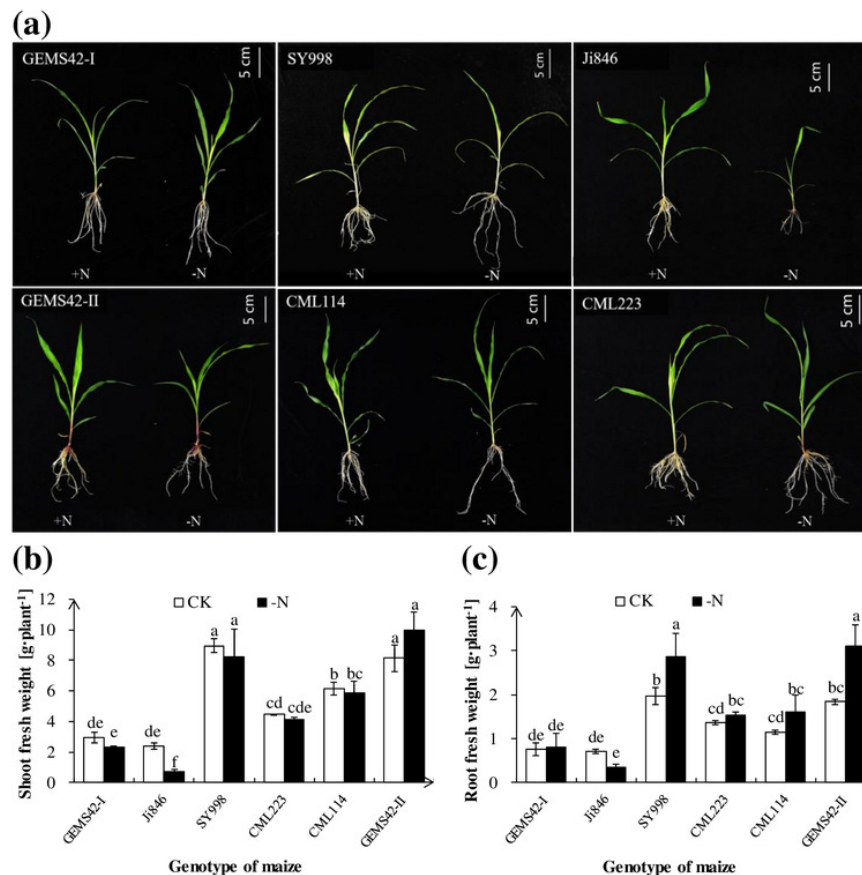 (a)
GEMS42-I
5 cm
+N
-N
SY998
5 cm
+N
-N
Ji846
5 cm
+N
-N
GEMS42-II
5 cm
+N
-N
CML114
5 cm
+N
-N
CML223
5 cm
+N
-N
(b)
CK
-N
Shoot fresh weight [g·plant-1]
12
10
8
6
4
2
0
de
e
de
f
a
a
cd
cde
b
bc
a
a
GEMS42-I
Ji846
SY998
CML223
CML114
GEMS42-II
Genotype of maize
(c)
CK
-N
Root fresh weight [g·plant-1]
4
3
2
1
0
de
de
de
e
b
a
cd
bc
cd
bc
bc
a
GEMS42-I
Ji846
SY998
CML223
CML114
GEMS42-II
Genotype of maize